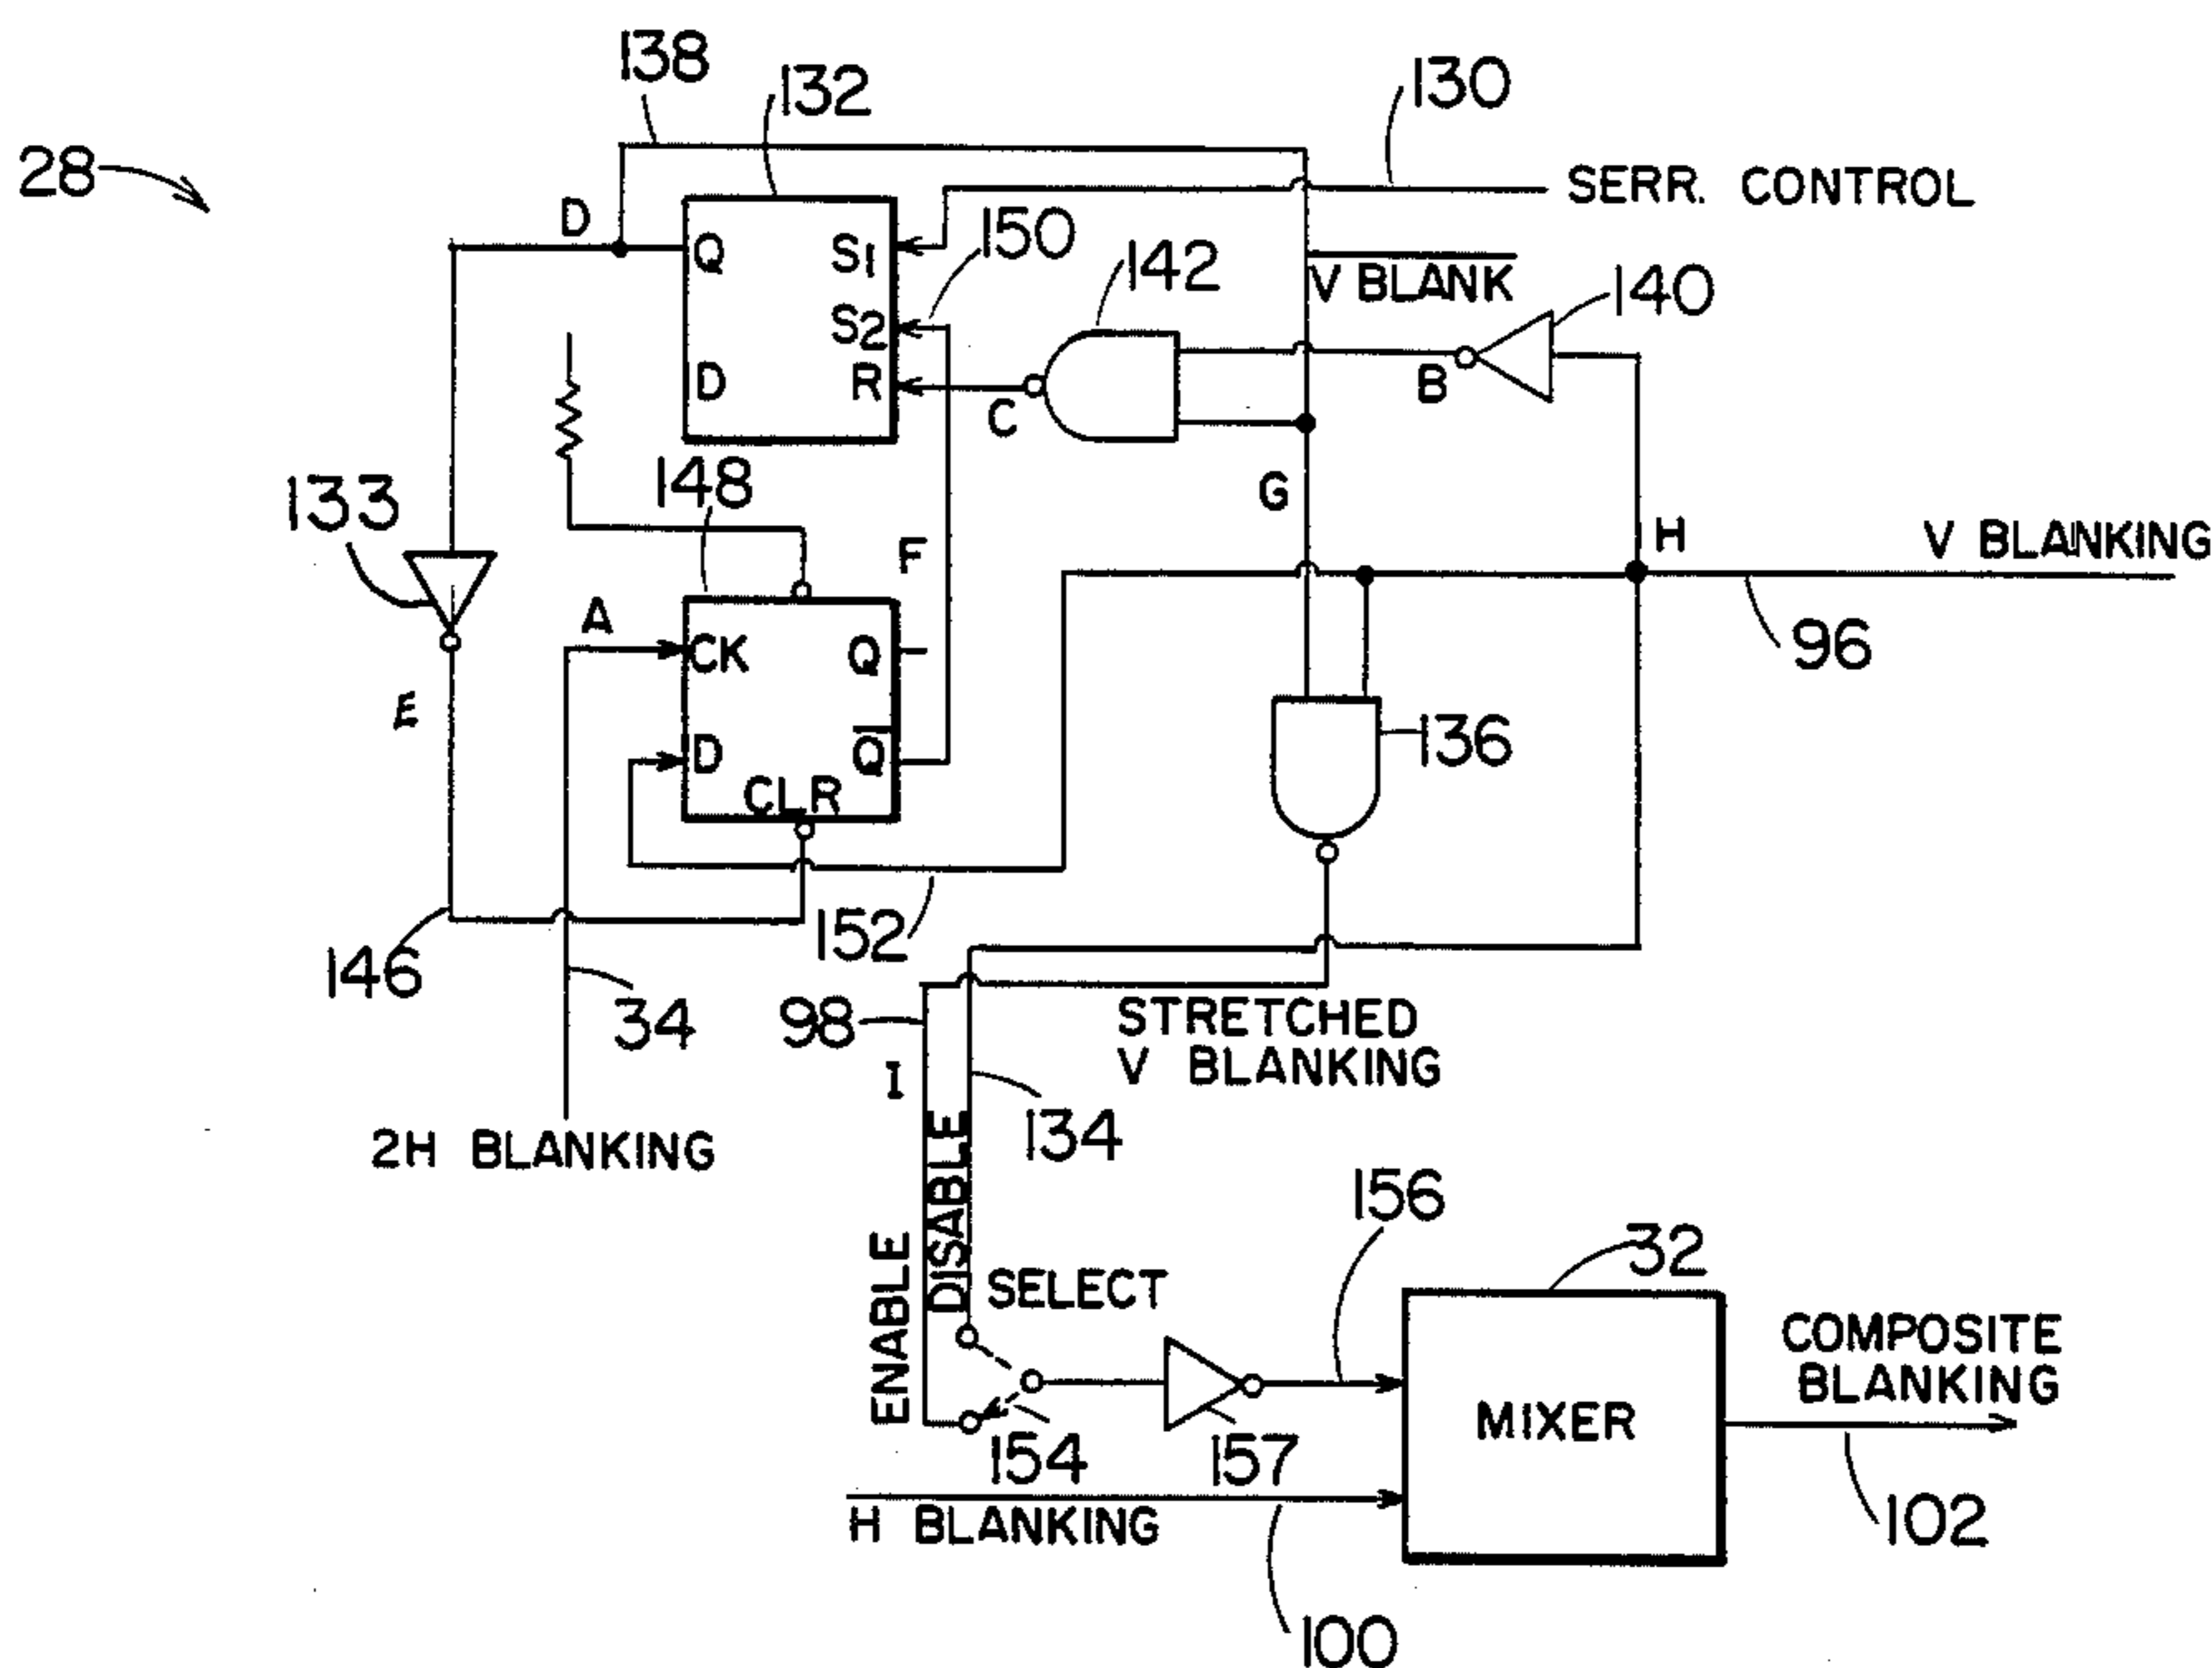 138
132
130
28
SERR. CONTROL
D
150
Q
S1
142
V BLANK
140
S2
D
R
B
C
148
G
133
F
H
V BLANKING
A
CK
Q
96
E
D
Q
136
CLR
152
146
34
98
STRETCHED
V BLANKING
I
134
2H BLANKING
DISABLE
156
ENABLE
SELECT
32
COMPOSITE
BLANKING
MIXER
154
157
H BLANKING
102
100